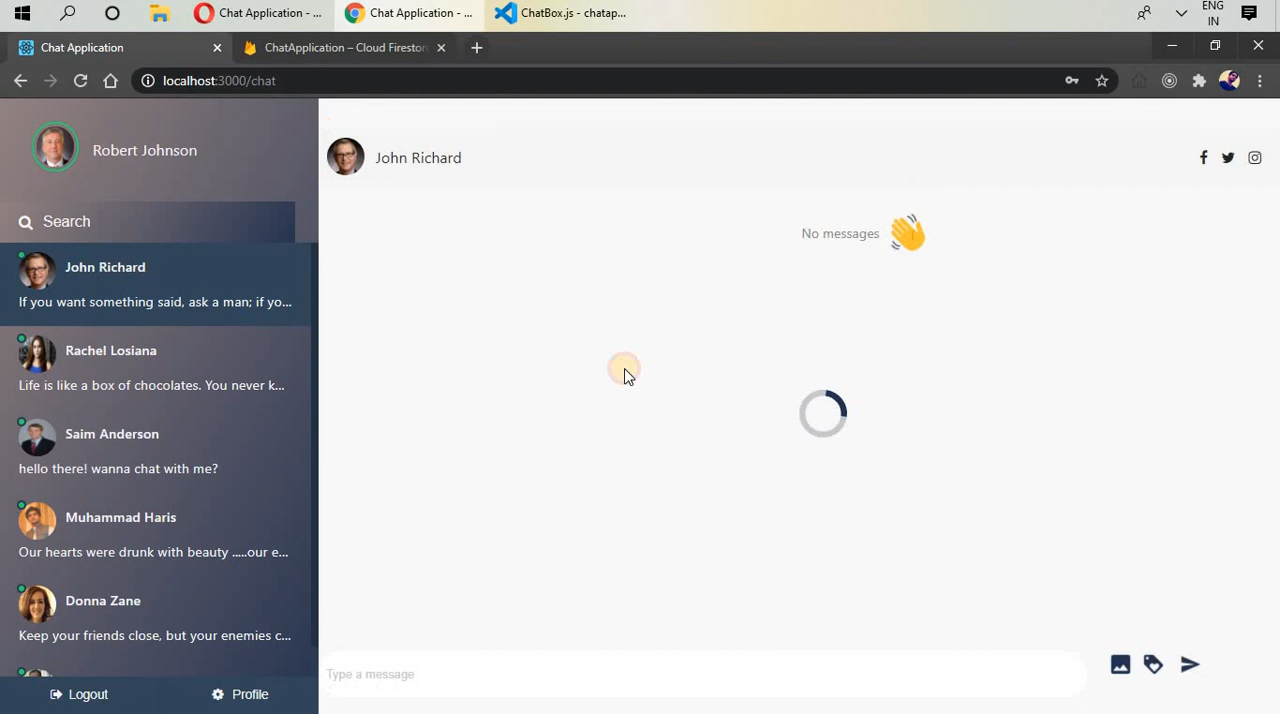 Chat Application - ...
Chat Application - ...
ChatBox.js - chatap...
ENG
IN
Chat Application
ChatApplication – Cloud Firestor
localhost:3000/chat
Robert Johnson
Search
John Richard
If you want something said, ask a man; if yo...
Rachel Losiana
Life is like a box of chocolates. You never k...
Saim Anderson
hello there! wanna chat with me?
Muhammad Haris
Our hearts were drunk with beauty .....our e...
Donna Zane
Keep your friends close, but your enemies c...
Logout
Profile
John Richard
No messages
Type a message